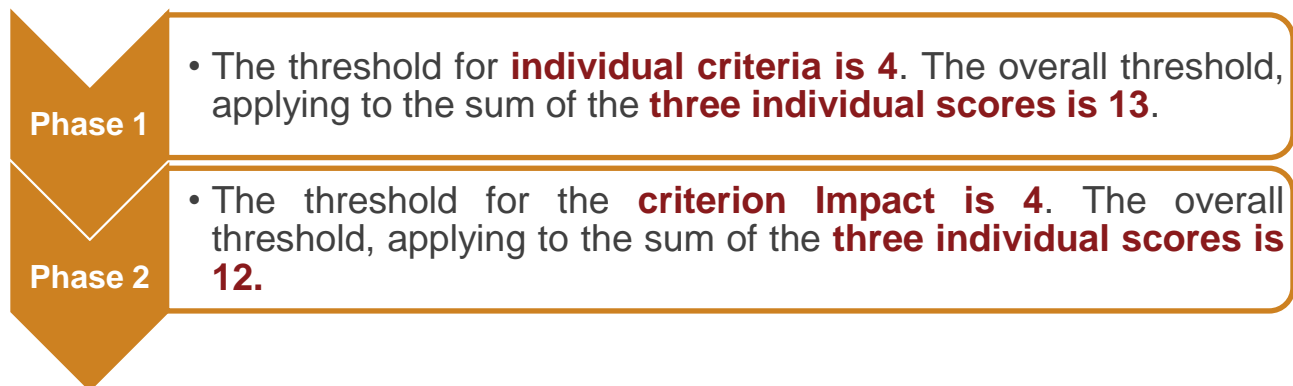 Phase 1
• The threshold for individual criteria is 4. The overall threshold,
applying to the sum of the three individual scores is 13.
Phase 2
• The threshold for the criterion Impact is 4. The overall
threshold, applying to the sum of the three individual scores is
12.